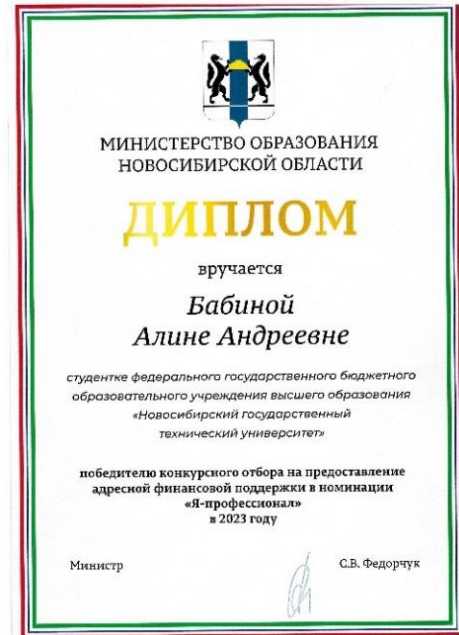 МИНИСТЕРСТВО ОБРАЗОВАНИЯ
НОВОСИБИРСКОЙ ОБЛАСТИ
ДИПЛОМ
вручается
Бабиной
Алине Андреевне
студентке федерального государственного бюджетного
образовательного учреждения высшего образования
«Новосибирский государственный
технический университет»
победителю конкурсного отбора на предоставление
адресной финансовой поддержки в номинации
«Я-профессионал»
в 2023 году
Министр
С.В. Федорчук